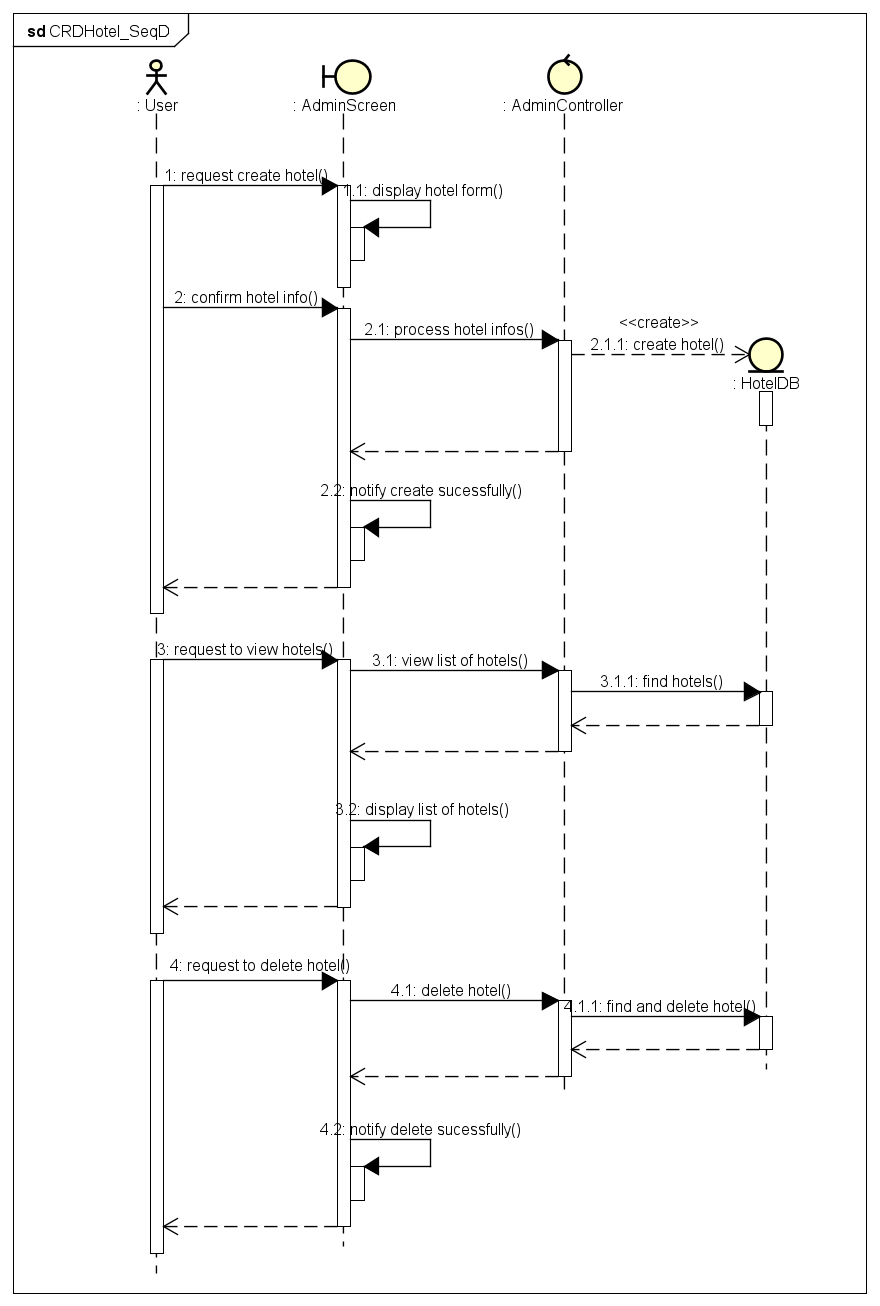 sd CRDHotel_SeqD
: User
: AdminScreen
: AdminController
1: request create hotel()
1.1: display hotel form()
2: confirm hotel info()
2.1: process hotel infos()
<<create>>
2.1.1: create hotel()
: HotelDB
2.2: notify create sucessfully()
3: request to view hotels()
3.1: view list of hotels()
3.1.1: find hotels()
3.2: display list of hotels()
4: request to delete hotel()
4.1: delete hotel()
4.1.1: find and delete hotel()
4.2: notify delete sucessfully()